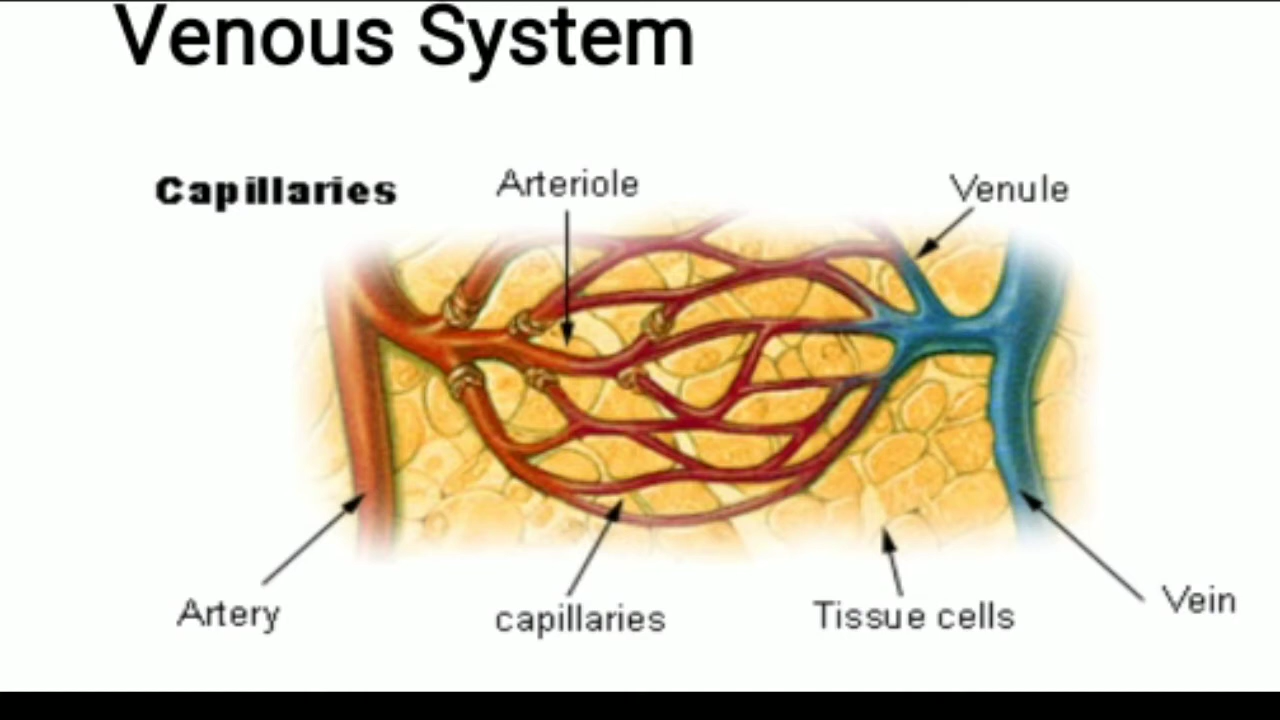 Venous System
Capillaries
Arteriole
Venule
Artery
capillaries
Tissue cells
Vein